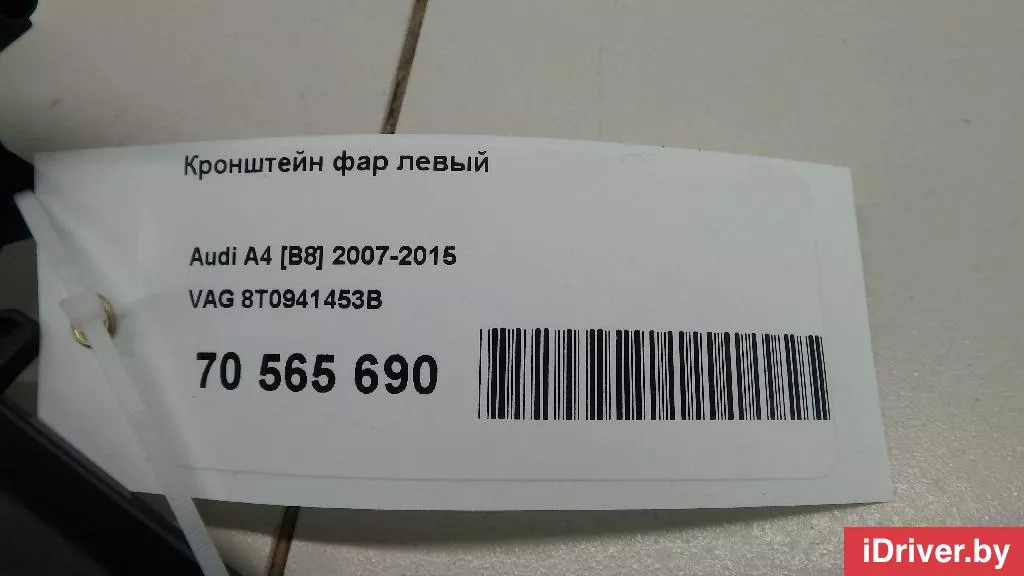 Кронштейн фар левый
Audi A4 [B8] 2007-2015
VAG 8T0941453B
70 565 690
iDriver.by